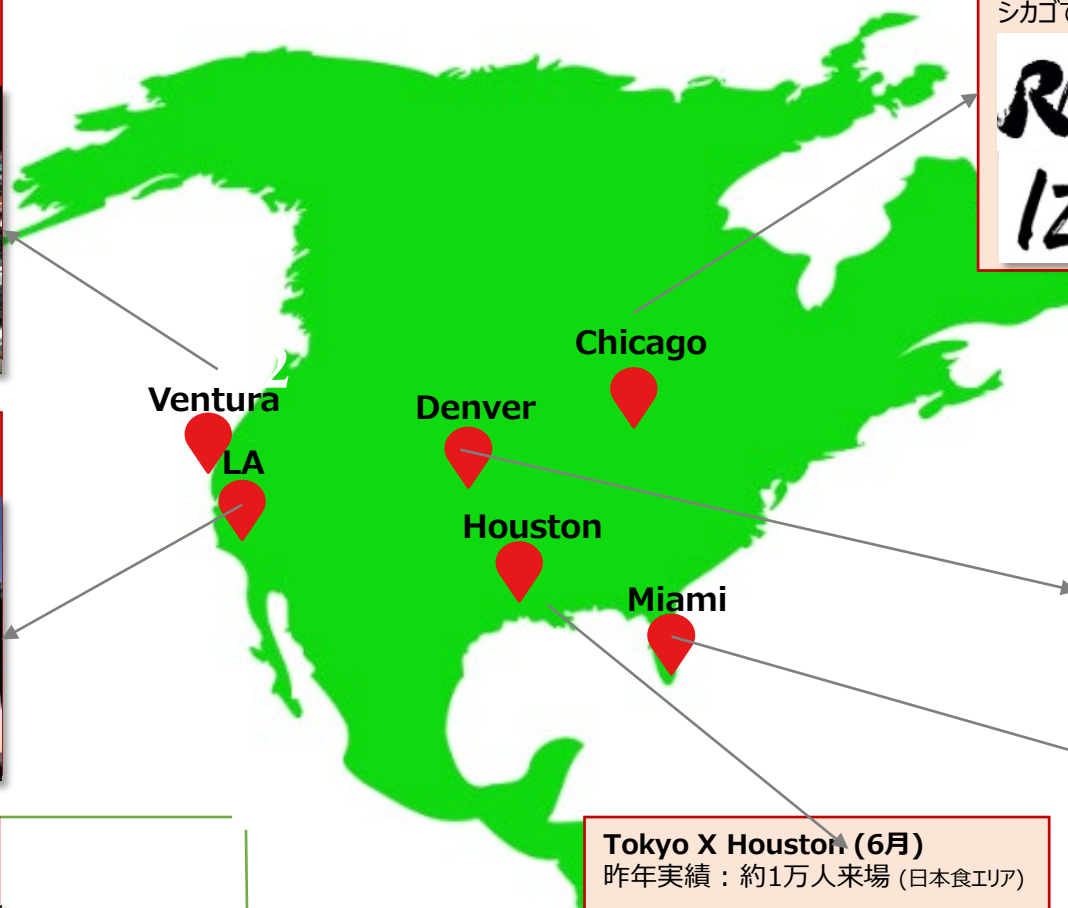 シカゴで
Chicago
2
Ventura
Denver
LA
Houston
Miami
Tokyo X Houston (6月)
昨年実績：約1万人来場 (日本食エリア)